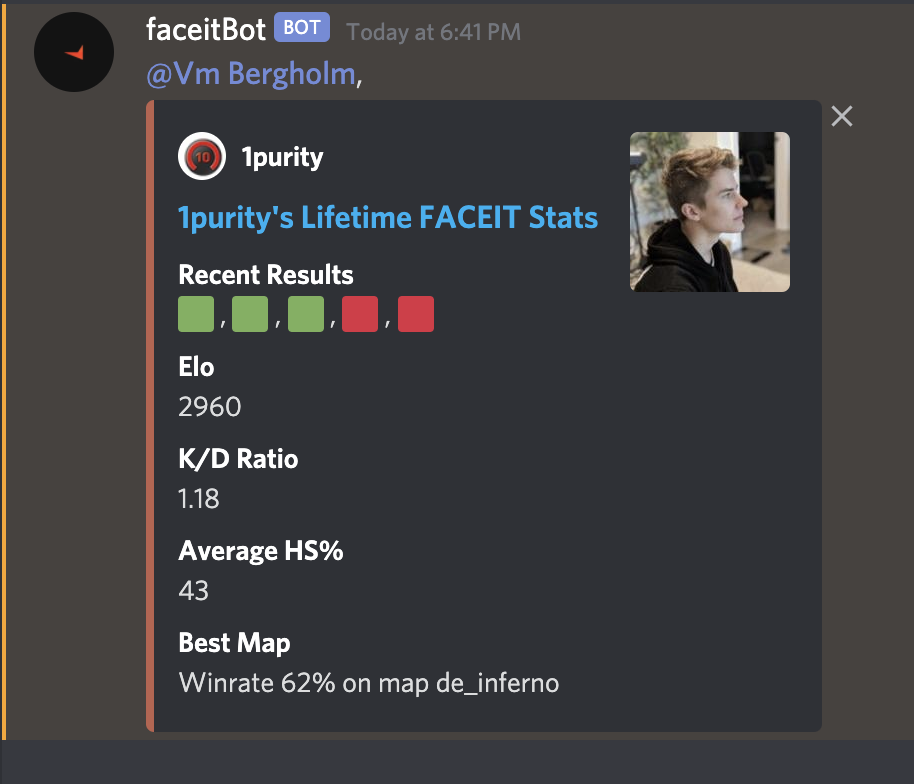 faceitBot BOT Today at 6:41 PM
@Vm Bergholm,
10 1purity
1purity's Lifetime FACEIT Stats
Recent Results
, , , ,
Elo
2960
K/D Ratio
1.18
Average HS%
43
Best Map
Winrate 62% on map de_inferno